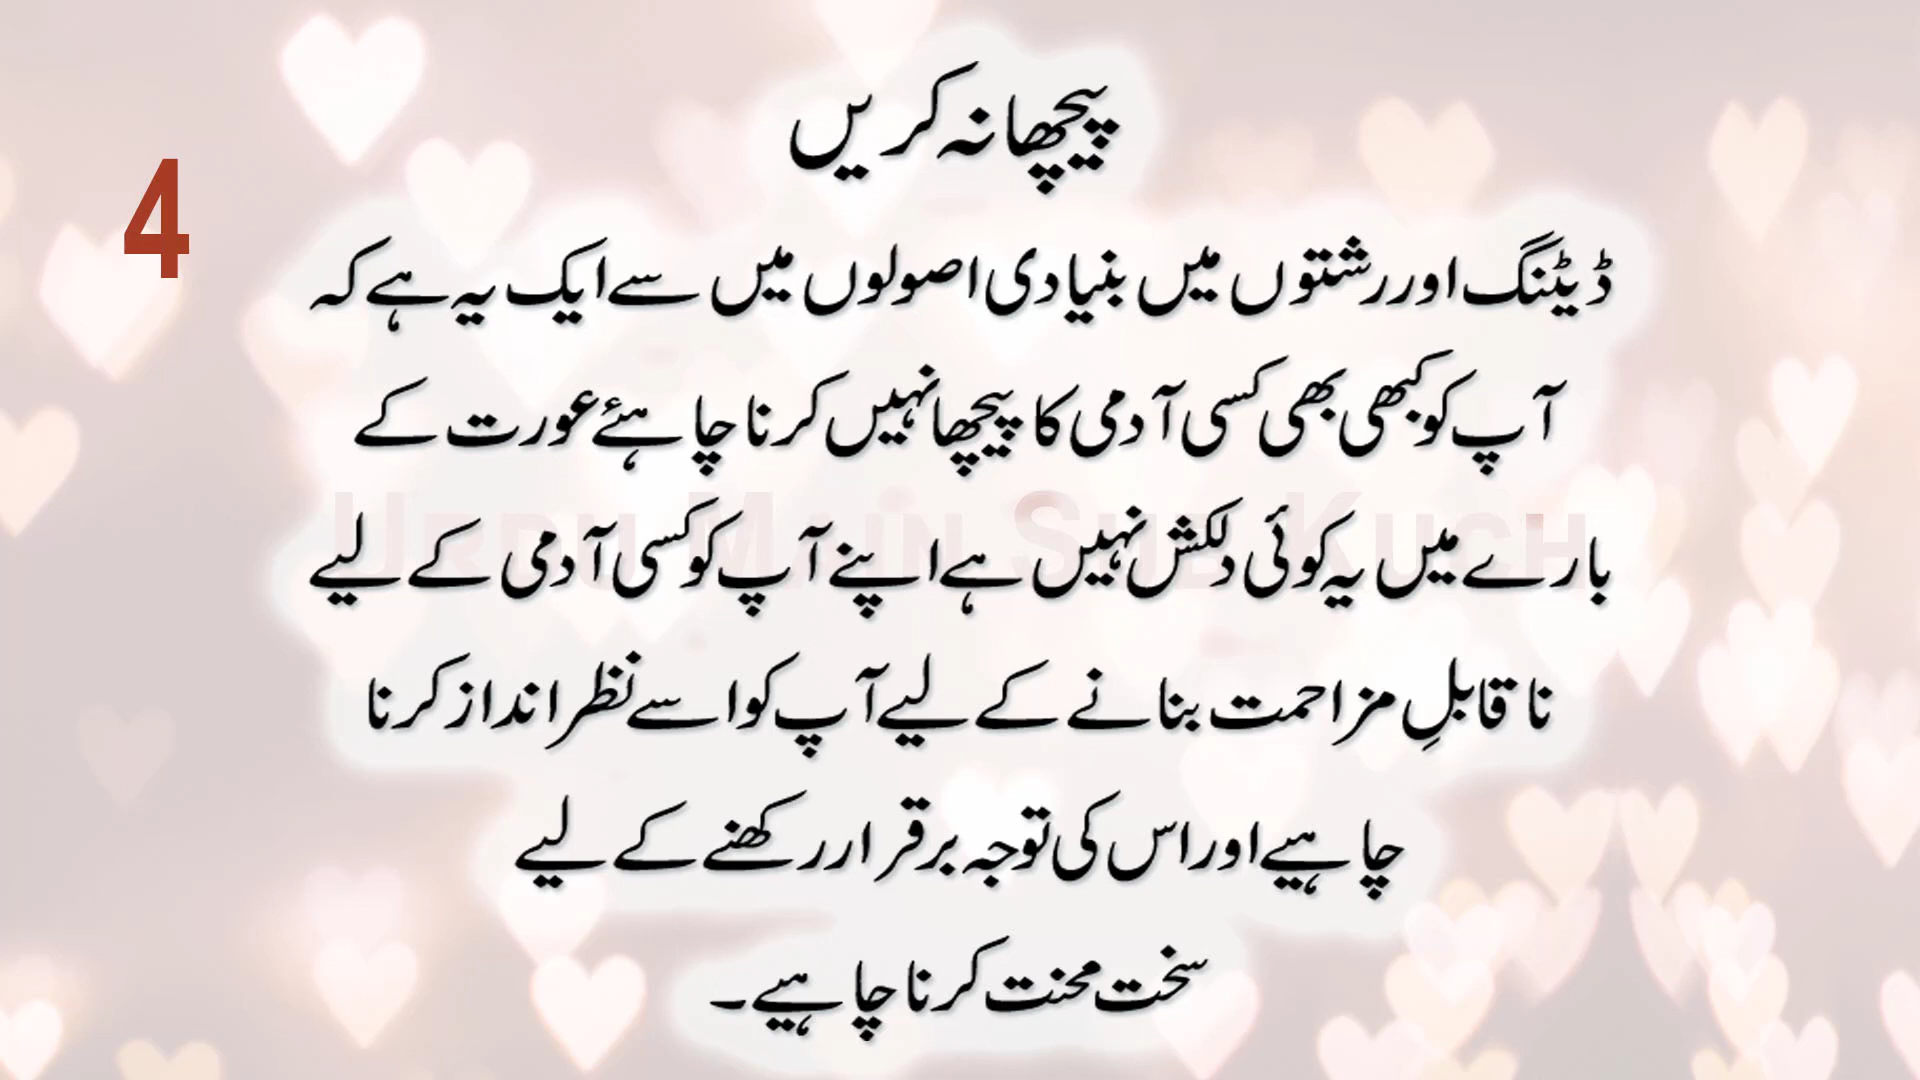 4
پیچھا نہ کریں
ڈیٹنگ اور رشتوں میں بنیادی اصولوں میں سے ایک یہ ہے کہ
آپ کو کبھی بھی کسی آدمی کا پیچھا نہیں کرنا چاہئے عورت کے
بارے میں یہ کوئی دلکش نہیں ہے اپنے آپ کو کسی آدمی کے لیے
URDU MAIN SUB KUCH
ناقابلِ مزاحمت بنانے کے لیے آپ کو اسے نظر انداز کرنا
چاہیے اور اس کی توجہ برقرار رکھنے کے لیے
سخت محنت کرنا چاہیے۔